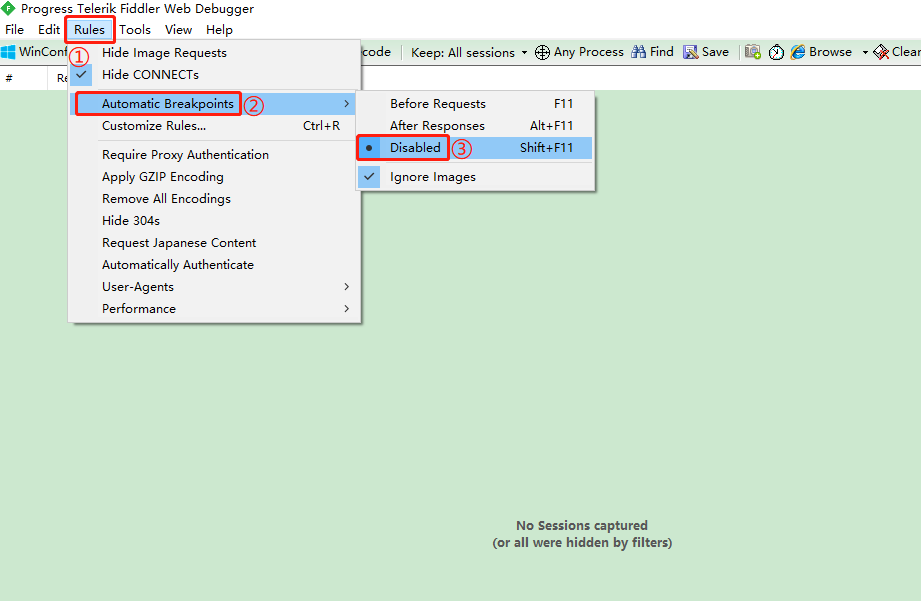 Progress Telerik Fiddler Web Debugger
File Edit Rules Tools View Help
WinConf code Keep: All sessions Any Process Find Save Browse Clear
# Re
① Hide Image Requests
Hide CONNECTs
Automatic Breakpoints ②
Customize Rules... Ctrl+R
Require Proxy Authentication
Apply GZIP Encoding
Remove All Encodings
Hide 304s
Request Japanese Content
Automatically Authenticate
User-Agents
Performance
Before Requests F11
After Responses Alt+F11
Disabled ③ Shift+F11
Ignore Images
No Sessions captured
(or all were hidden by filters)